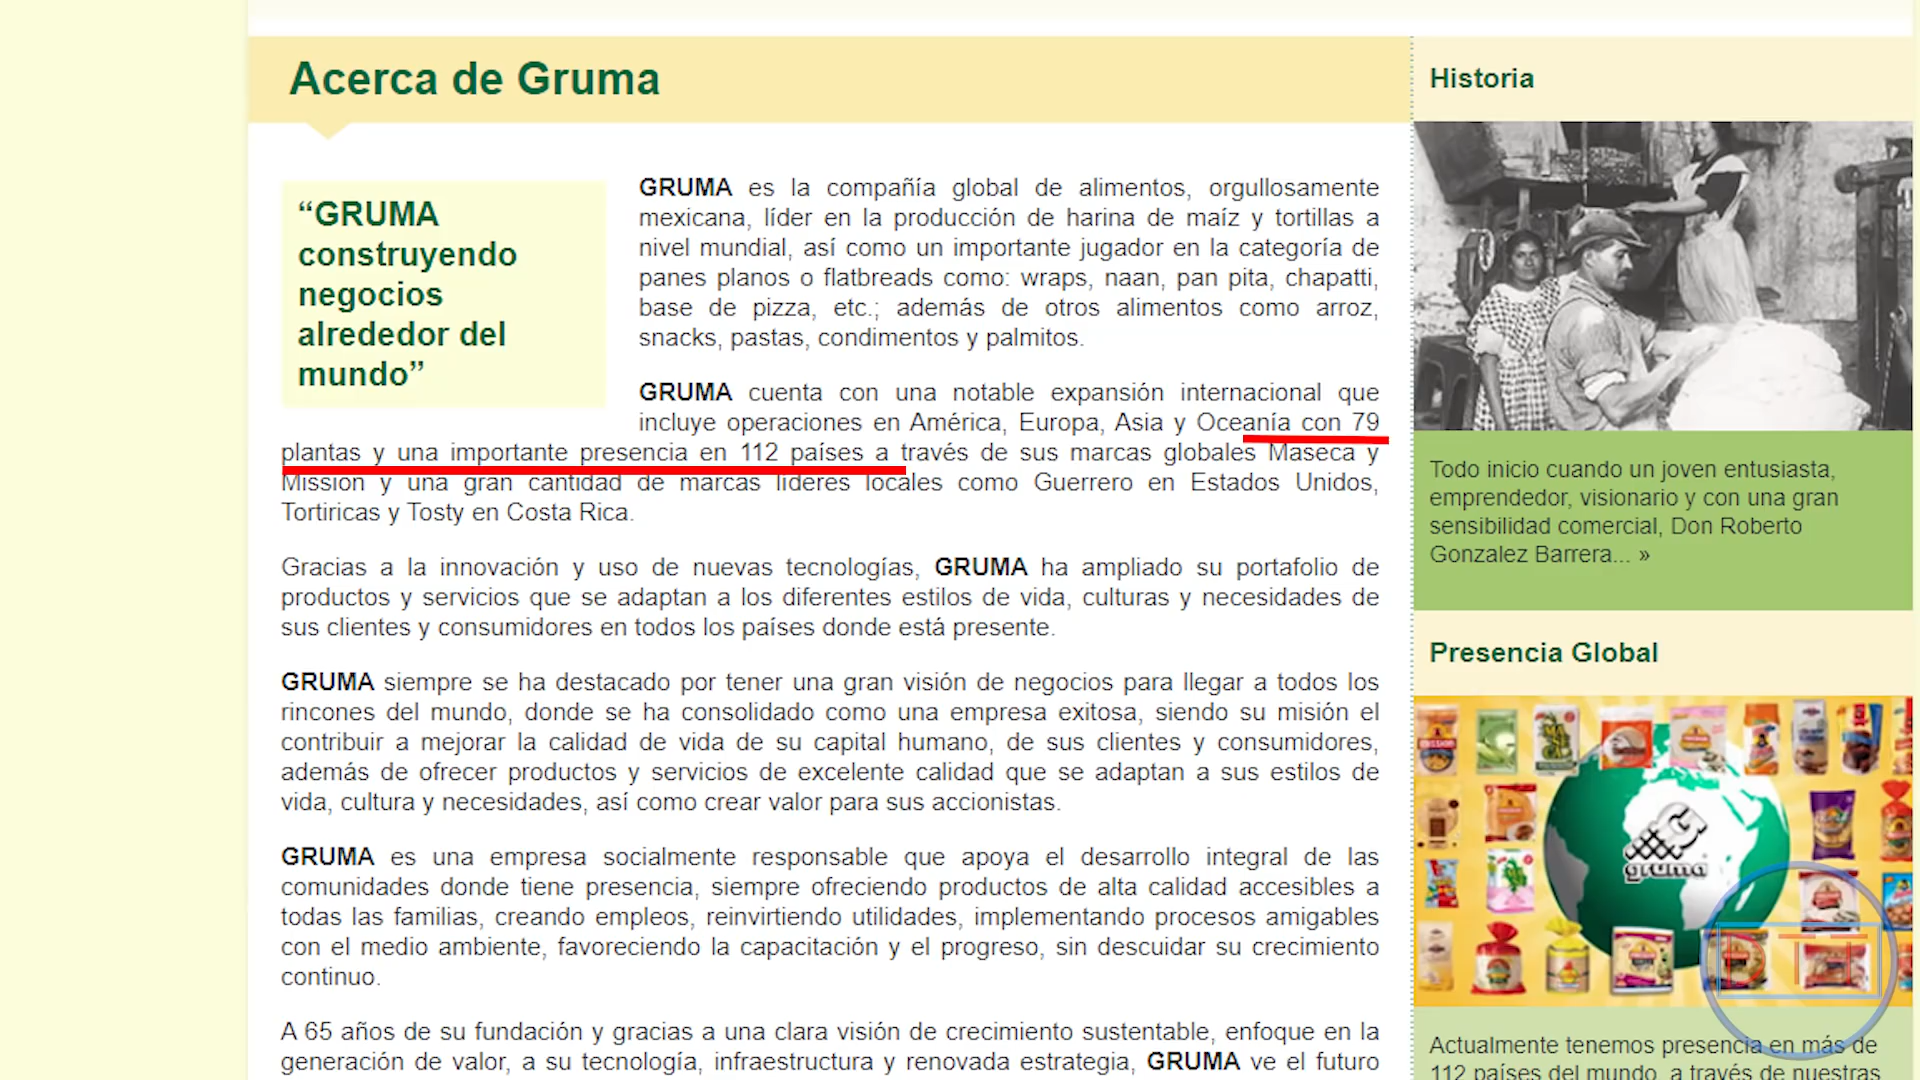 Acerca de Gruma
“GRUMA
construyendo
negocios
alrededor del
mundo”
GRUMA es la compañía global de alimentos, orgullosamente
mexicana, líder en la producción de harina de maíz y tortillas a
nivel mundial, así como un importante jugador en la categoría de
panes planos o flatbreads como: wraps, naan, pan pita, chapatti,
base de pizza, etc.; además de otros alimentos como arroz,
snacks, pastas, condimentos y palmitos.
GRUMA cuenta con una notable expansión internacional que
incluye operaciones en América, Europa, Asia y Oceanía con 79
plantas y una importante presencia en 112 países a través de sus marcas globales Maseca y
Mission y una gran cantidad de marcas líderes locales como Guerrero en Estados Unidos,
Tortiricas y Tosty en Costa Rica.
Gracias a la innovación y uso de nuevas tecnologías, GRUMA ha ampliado su portafolio de
productos y servicios que se adaptan a los diferentes estilos de vida, culturas y necesidades de
sus clientes y consumidores en todos los países donde está presente.
GRUMA siempre se ha destacado por tener una gran visión de negocios para llegar a todos los
rincones del mundo, donde se ha consolidado como una empresa exitosa, siendo su misión el
contribuir a mejorar la calidad de vida de su capital humano, de sus clientes y consumidores,
además de ofrecer productos y servicios de excelente calidad que se adaptan a sus estilos de
vida, cultura y necesidades, así como crear valor para sus accionistas.
GRUMA es una empresa socialmente responsable que apoya el desarrollo integral de las
comunidades donde tiene presencia, siempre ofreciendo productos de alta calidad accesibles a
todas las familias, creando empleos, reinvirtiendo utilidades, implementando procesos amigables
con el medio ambiente, favoreciendo la capacitación y el progreso, sin descuidar su crecimiento
continuo.
A 65 años de su fundación y gracias a una clara visión de crecimiento sustentable, enfoque en la
generación de valor, a su tecnología, infraestructura y renovada estrategia, GRUMA ve el futuro
Historia
Todo inicio cuando un joven entusiasta,
emprendedor, visionario y con una gran
sensibilidad comercial, Don Roberto
Gonzalez Barrera... »
Presencia Global
gruma
Actualmente tenemos presencia en más de
112 países del mundo, a través de nuestras